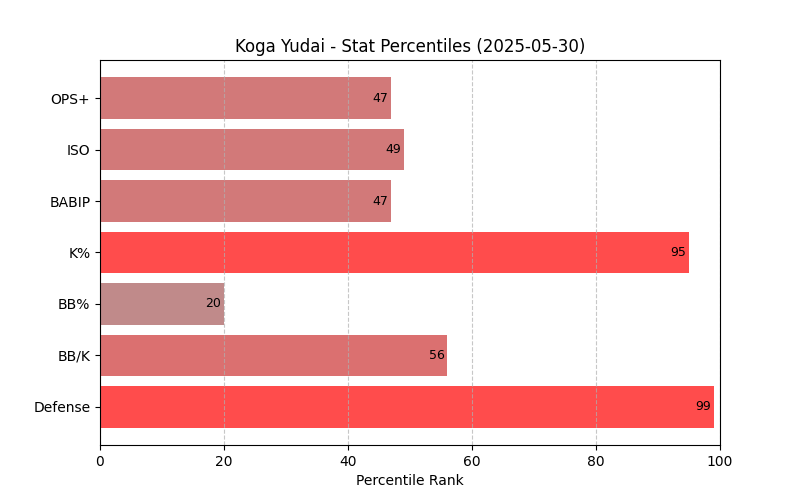 Koga Yudai - Stat Percentiles (2025-05-30)
OPS+ 47
ISO 49
BABIP 47
K% 95
BB% 20
BB/K 56
Defense 99
0 20 40 60 80 100
Percentile Rank